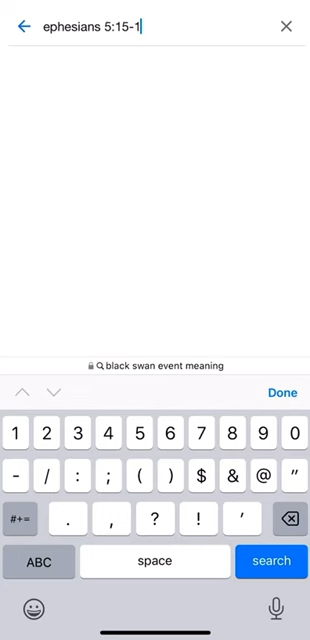 ephesians 5:15-1
black swan event meaning
Done
1 2 3 4 5 6 7 8 9 0
- / : ; ( ) $ & @ "
#+= . , ? ! '
ABC space search